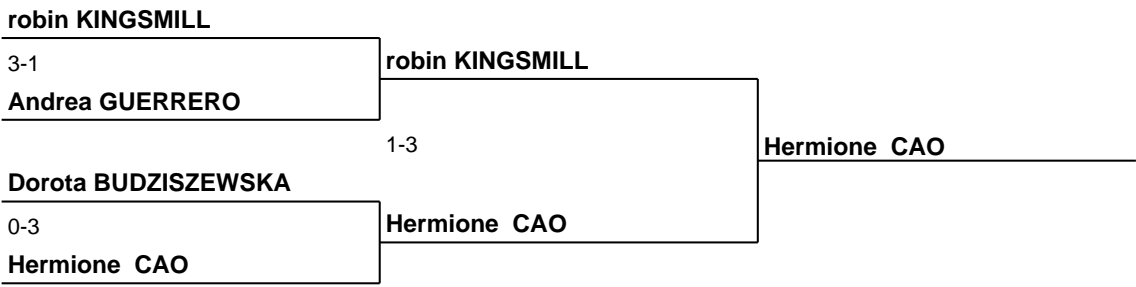 robin KINGSMILL
3-1
robin KINGSMILL
Andrea GUERRERO
1-3
Hermione  CAO
Dorota BUDZISZEWSKA
0-3
Hermione  CAO
Hermione  CAO